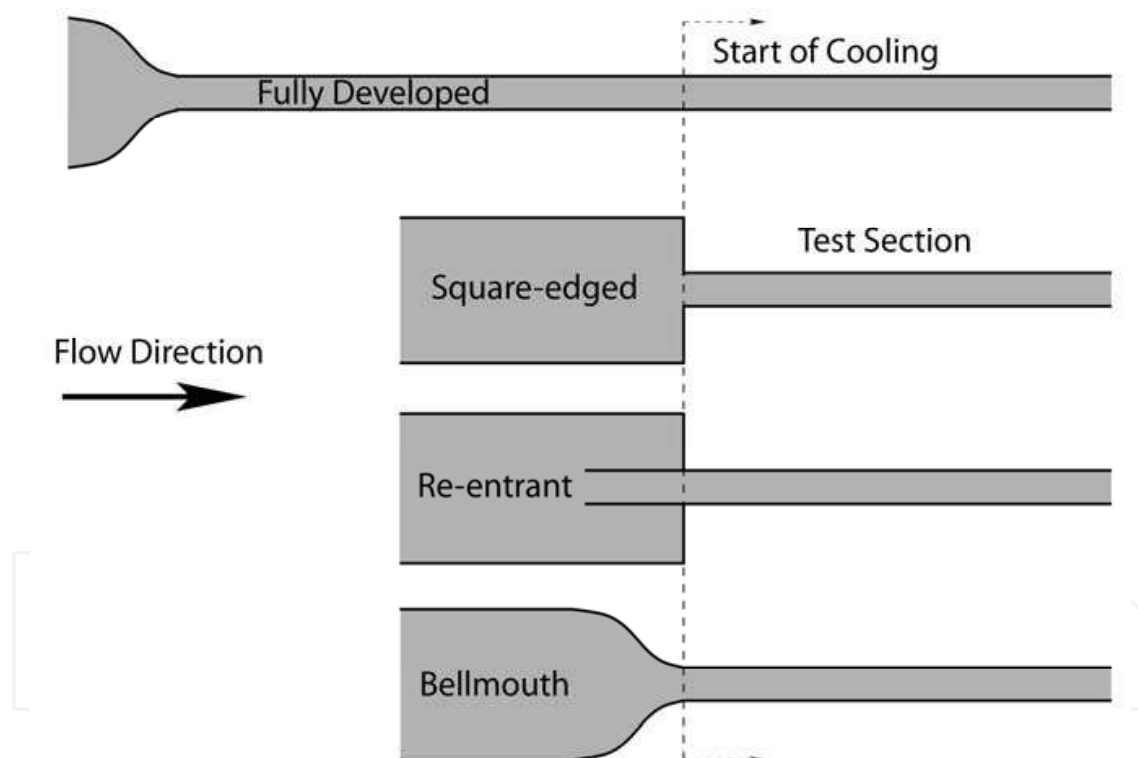 Start of Cooling
Fully Developed
Test Section
Square-edged
Flow Direction
Re-entrant
Bellmouth